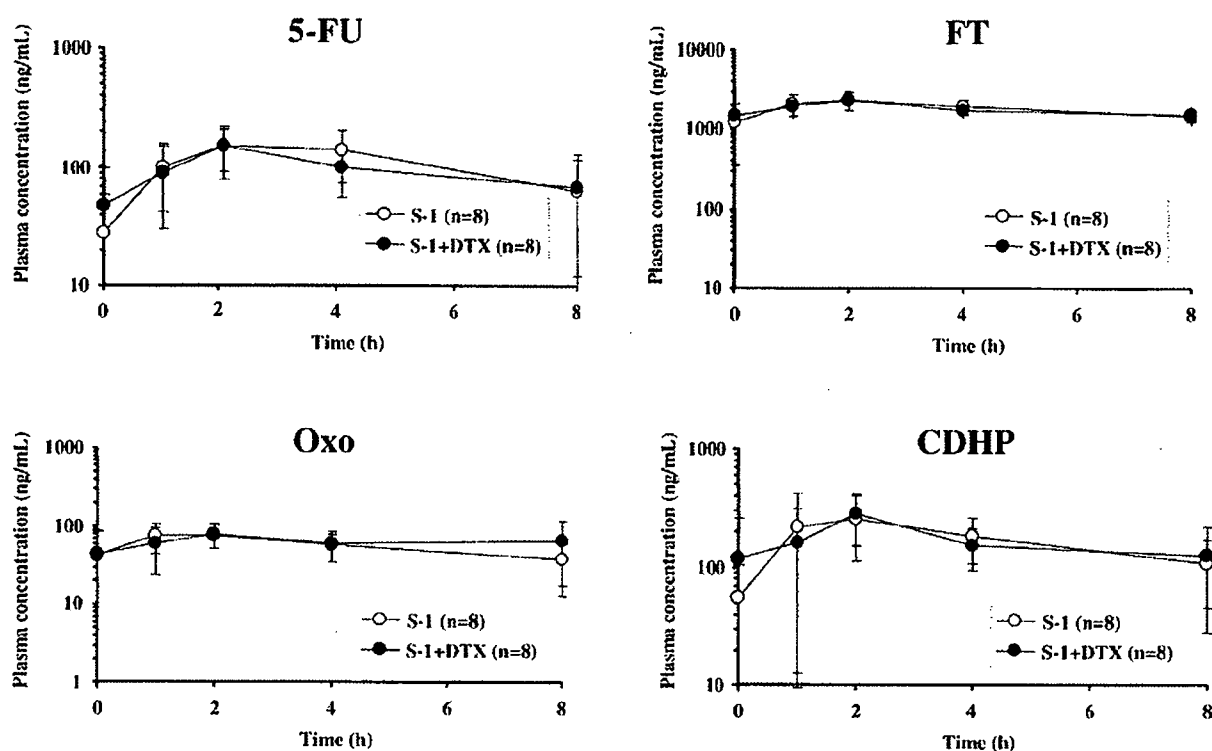 5-FU
Plasma concentration (ng/mL)
1000
100
10
0 2 4 6 8
Time (h)
S-1 (n=8)
S-1+DTX (n=8)
FT
Plasma concentration (ng/mL)
10000
1000
100
10
0 2 4 6 8
Time (h)
S-1 (n=8)
S-1+DTX (n=8)
Oxo
Plasma concentration (ng/mL)
1000
100
10
1
0 2 4 6 8
Time (h)
S-1 (n=8)
S-1+DTX (n=8)
CDHP
Plasma concentration (ng/mL)
1000
100
10
0 2 4 6 8
Time (h)
S-1 (n=8)
S-1+DTX (n=8)